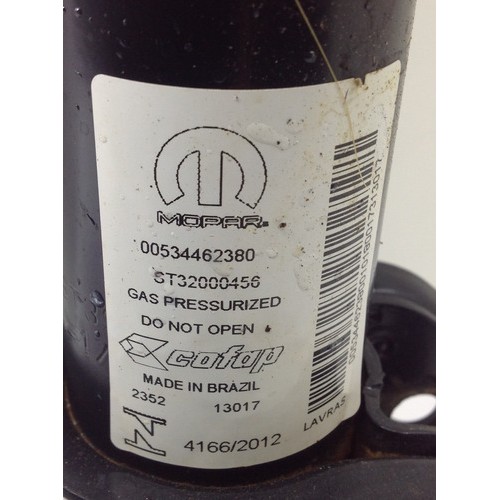 MOPAR
00534462380
ST32000456
GAS PRESSURIZED
DO NOT OPEN
cofap
MADE IN BRAZIL
2352 13017
4166/2012
LAVRAS